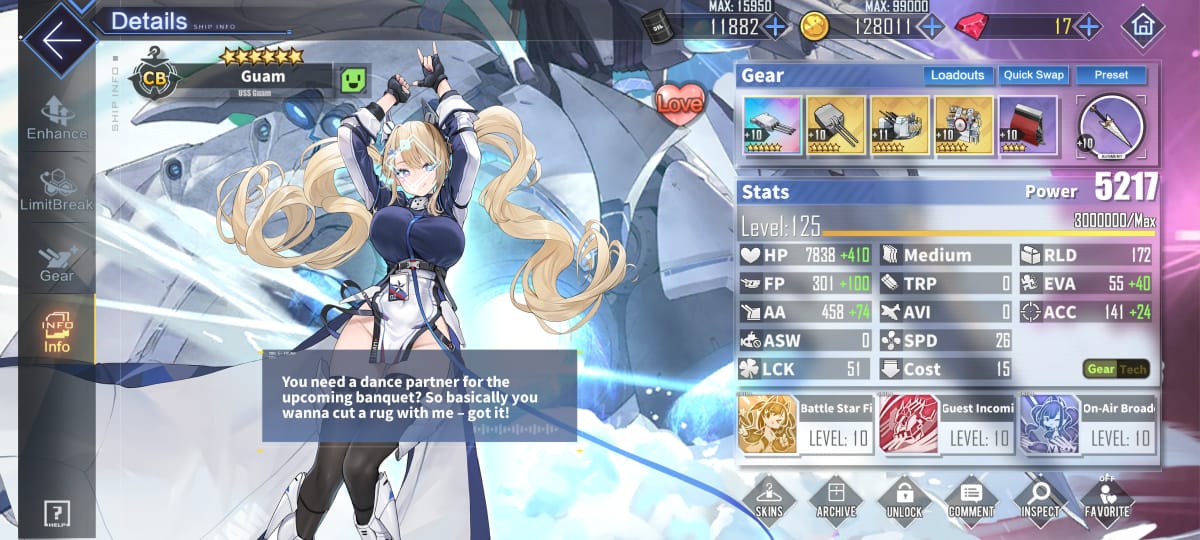 Details SHIP INFO
MAX: 15950
OIL
11882
MAX: 99000
128011
17
SHIP INFO
CB
Guam
USS Guam
Love
Enhance
LimitBreak
Gear
INFO
Info
HELP
You need a dance partner for the
upcoming banquet? So basically you
wanna cut a rug with me – got it!
Gear Loadouts Quick Swap Preset
+10 +10 +11 +10 +10 +10
Stats Power 5217
Level:125 3000000/Max
HP 7838 +410 Medium RLD 172
FP 301 +100 TRP 0 EVA 55 +40
AA 458 +74 AVI 0 ACC 141 +24
ASW 0 SPD 26
LCK 51 Cost 15 Gear Tech
Battle Star Fi Guest Incomi On-Air Broad
LEVEL: 10 LEVEL: 10 LEVEL: 10
OFF
SKINS ARCHIVE UNLOCK COMMENT INSPECT FAVORITE